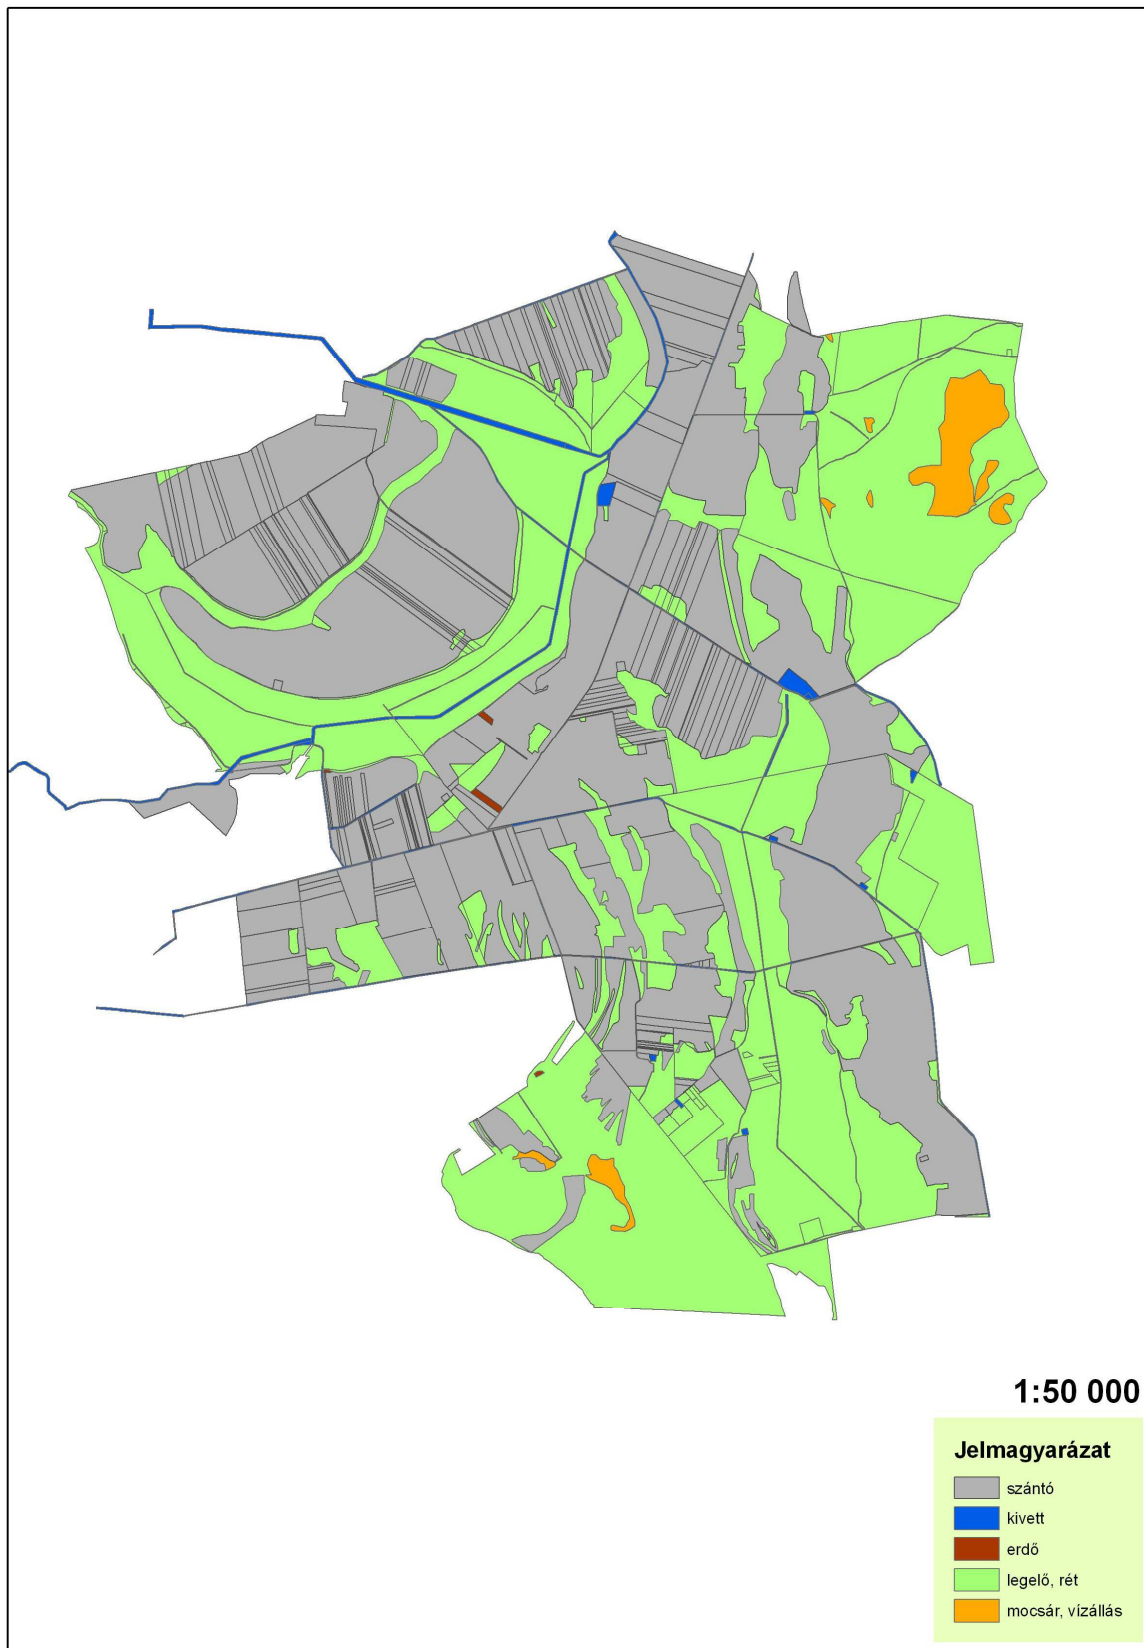 1:50 000
Jelmagyarázat
szántó
kivett
erdő
legelő, rét
mocsár, vízállás